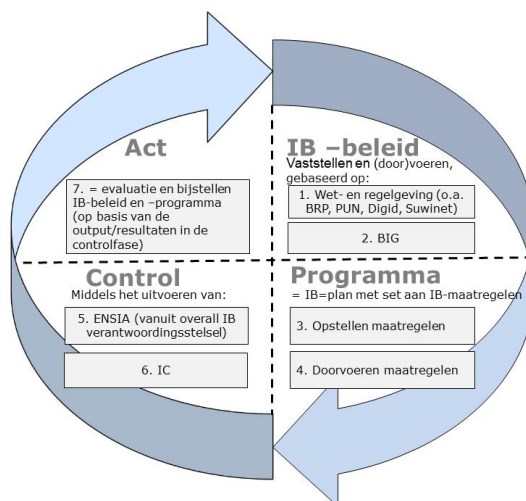 Act
7. = evaluatie en bijstellen
IB-beleid en –programma
(op basis van de
output/resultaten in de
controlfase)
IB –beleid
Vaststellen en (door)voeren,
gebaseerd op:
1. Wet- en regelgeving (o.a.
BRP, PUN, Digid, Suwinet)
2. BIG
Control
Middels het uitvoeren van:
5. ENSIA (vanuit overall IB
verantwoordingsstelsel)
6. IC
Programma
= IB=plan met set aan IB-maatregelen
3. Opstellen maatregelen
4. Doorvoeren maatregelen